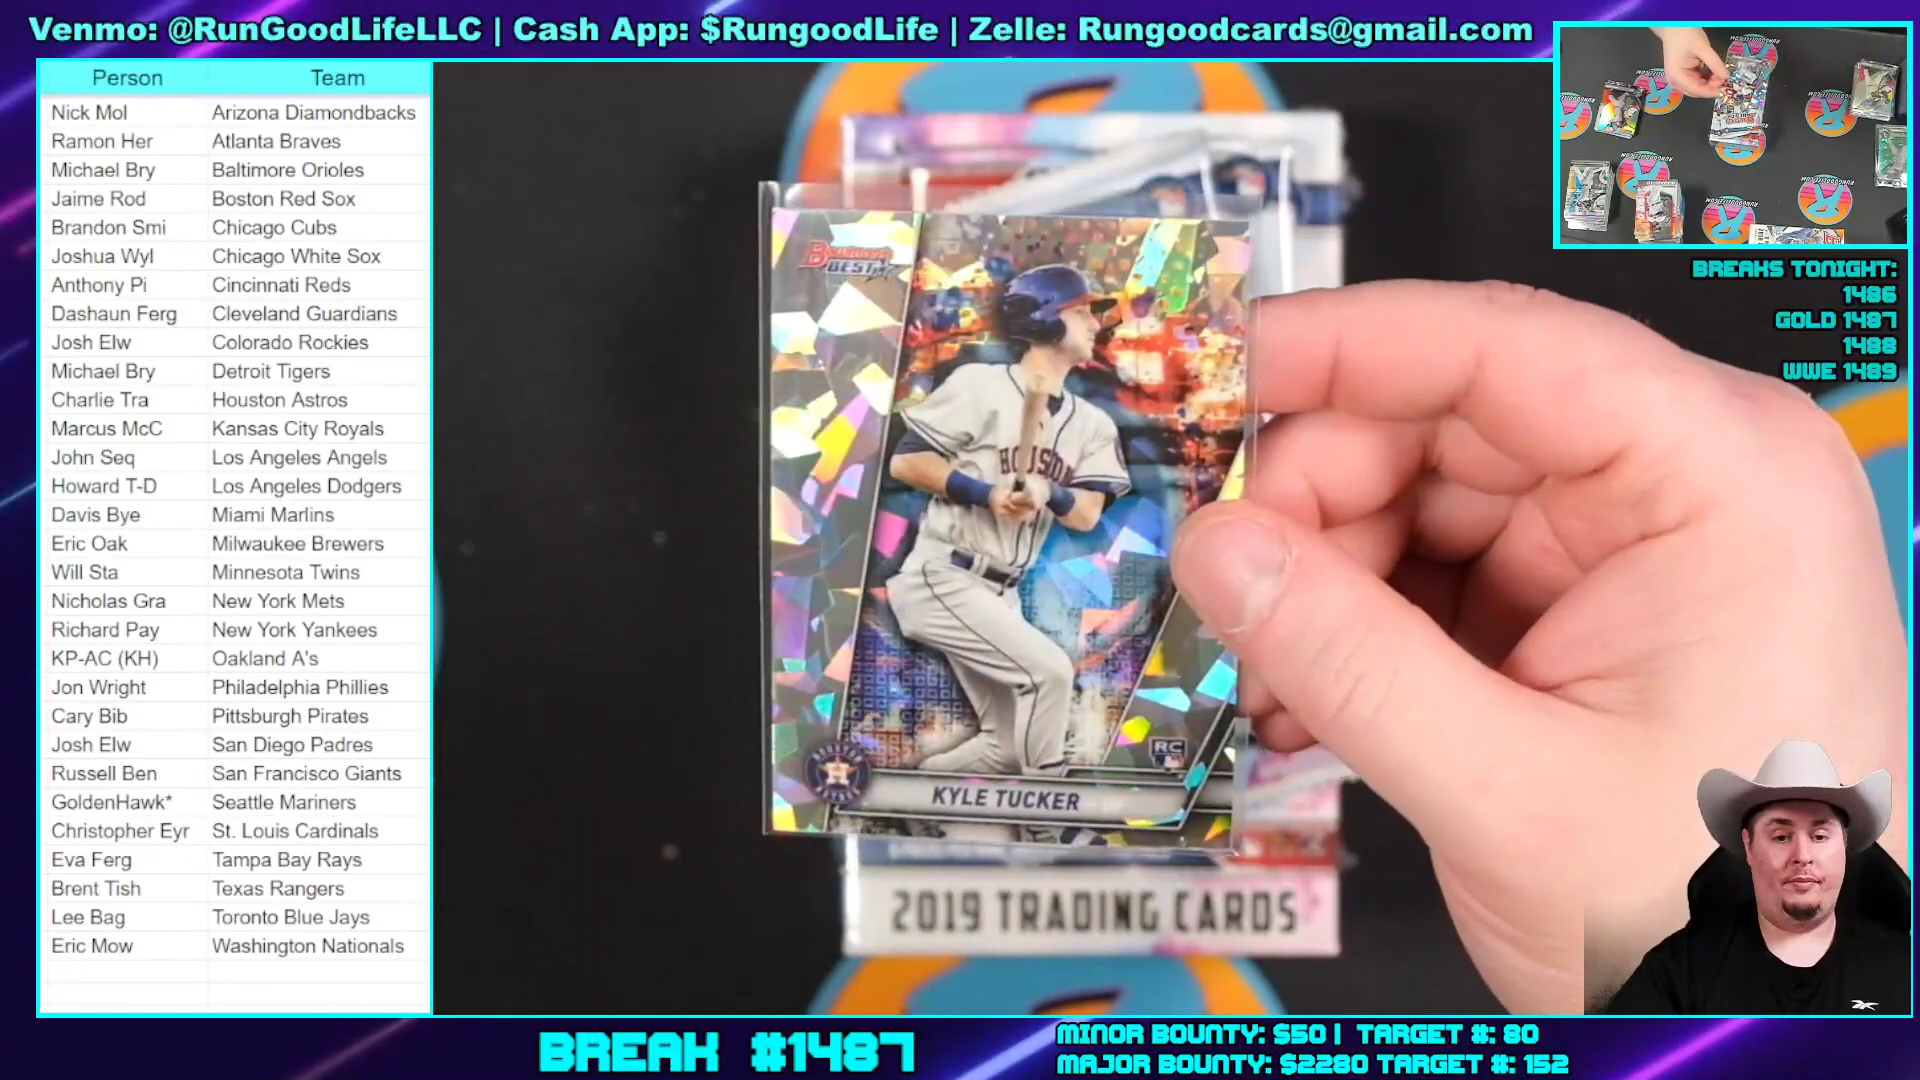 Venmo: @RunGoodLifeLLC | Cash App: $RungoodLife | Zelle: Rungoodcards@gmail.com
Person Team
Nick Mol Arizona Diamondbacks
Ramon Her Atlanta Braves
Michael Bry Baltimore Orioles
Jaime Rod Boston Red Sox
Brandon Smi Chicago Cubs
Joshua Wyl Chicago White Sox
Anthony Pi Cincinnati Reds
Dashaun Ferg Cleveland Guardians
Josh Elw Colorado Rockies
Michael Bry Detroit Tigers
Charlie Tra Houston Astros
Marcus McC Kansas City Royals
John Seq Los Angeles Angels
Howard T-D Los Angeles Dodgers
Davis Bye Miami Marlins
Eric Oak Milwaukee Brewers
Will Sta Minnesota Twins
Nicholas Gra New York Mets
Richard Pay New York Yankees
KP-AC (KH) Oakland A's
Jon Wright Philadelphia Phillies
Cary Bib Pittsburgh Pirates
Josh Elw San Diego Padres
Russell Ben San Francisco Giants
GoldenHawk* Seattle Mariners
Christopher Eyr St. Louis Cardinals
Eva Ferg Tampa Bay Rays
Brent Tish Texas Rangers
Lee Bag Toronto Blue Jays
Eric Mow Washington Nationals
Bowman's
BEST
HOUSTON
RC
KYLE TUCKER
2019 TRADING CARDS
BREAKS TONIGHT:
1486
GOLD 1487
1488
WWE 1489
BREAK #1487
MINOR BOUNTY: $50 | TARGET #: 80
MAJOR BOUNTY: $2280 TARGET #: 152